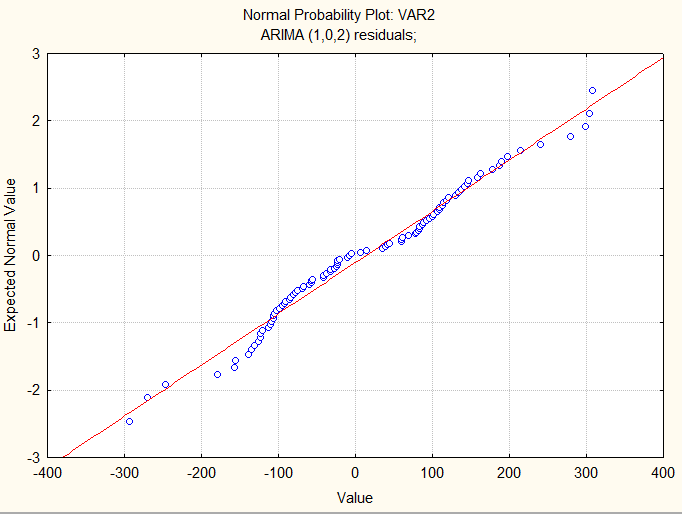 Normal Probability Plot: VAR2
ARIMA (1,0,2) residuals;
3
2
1
0
-1
-2
-3
Expected Normal Value
-400 -300 -200 -100 0 100 200 300 400
Value